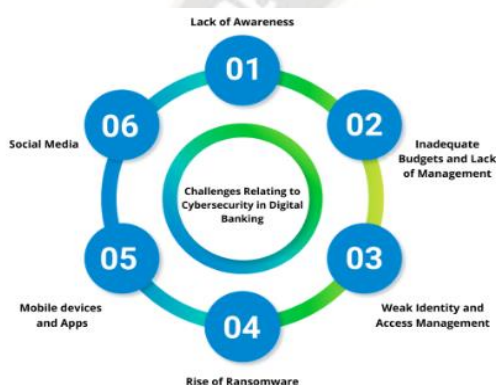 Lack of Awareness
01
02
Inadequate
Budgets and Lack
of Management
03
Weak Identity and
Access Management
04
Rise of Ransomware
05
Mobile devices
and Apps
06
Social Media
Challenges Relating to
Cybersecurity in Digital
Banking